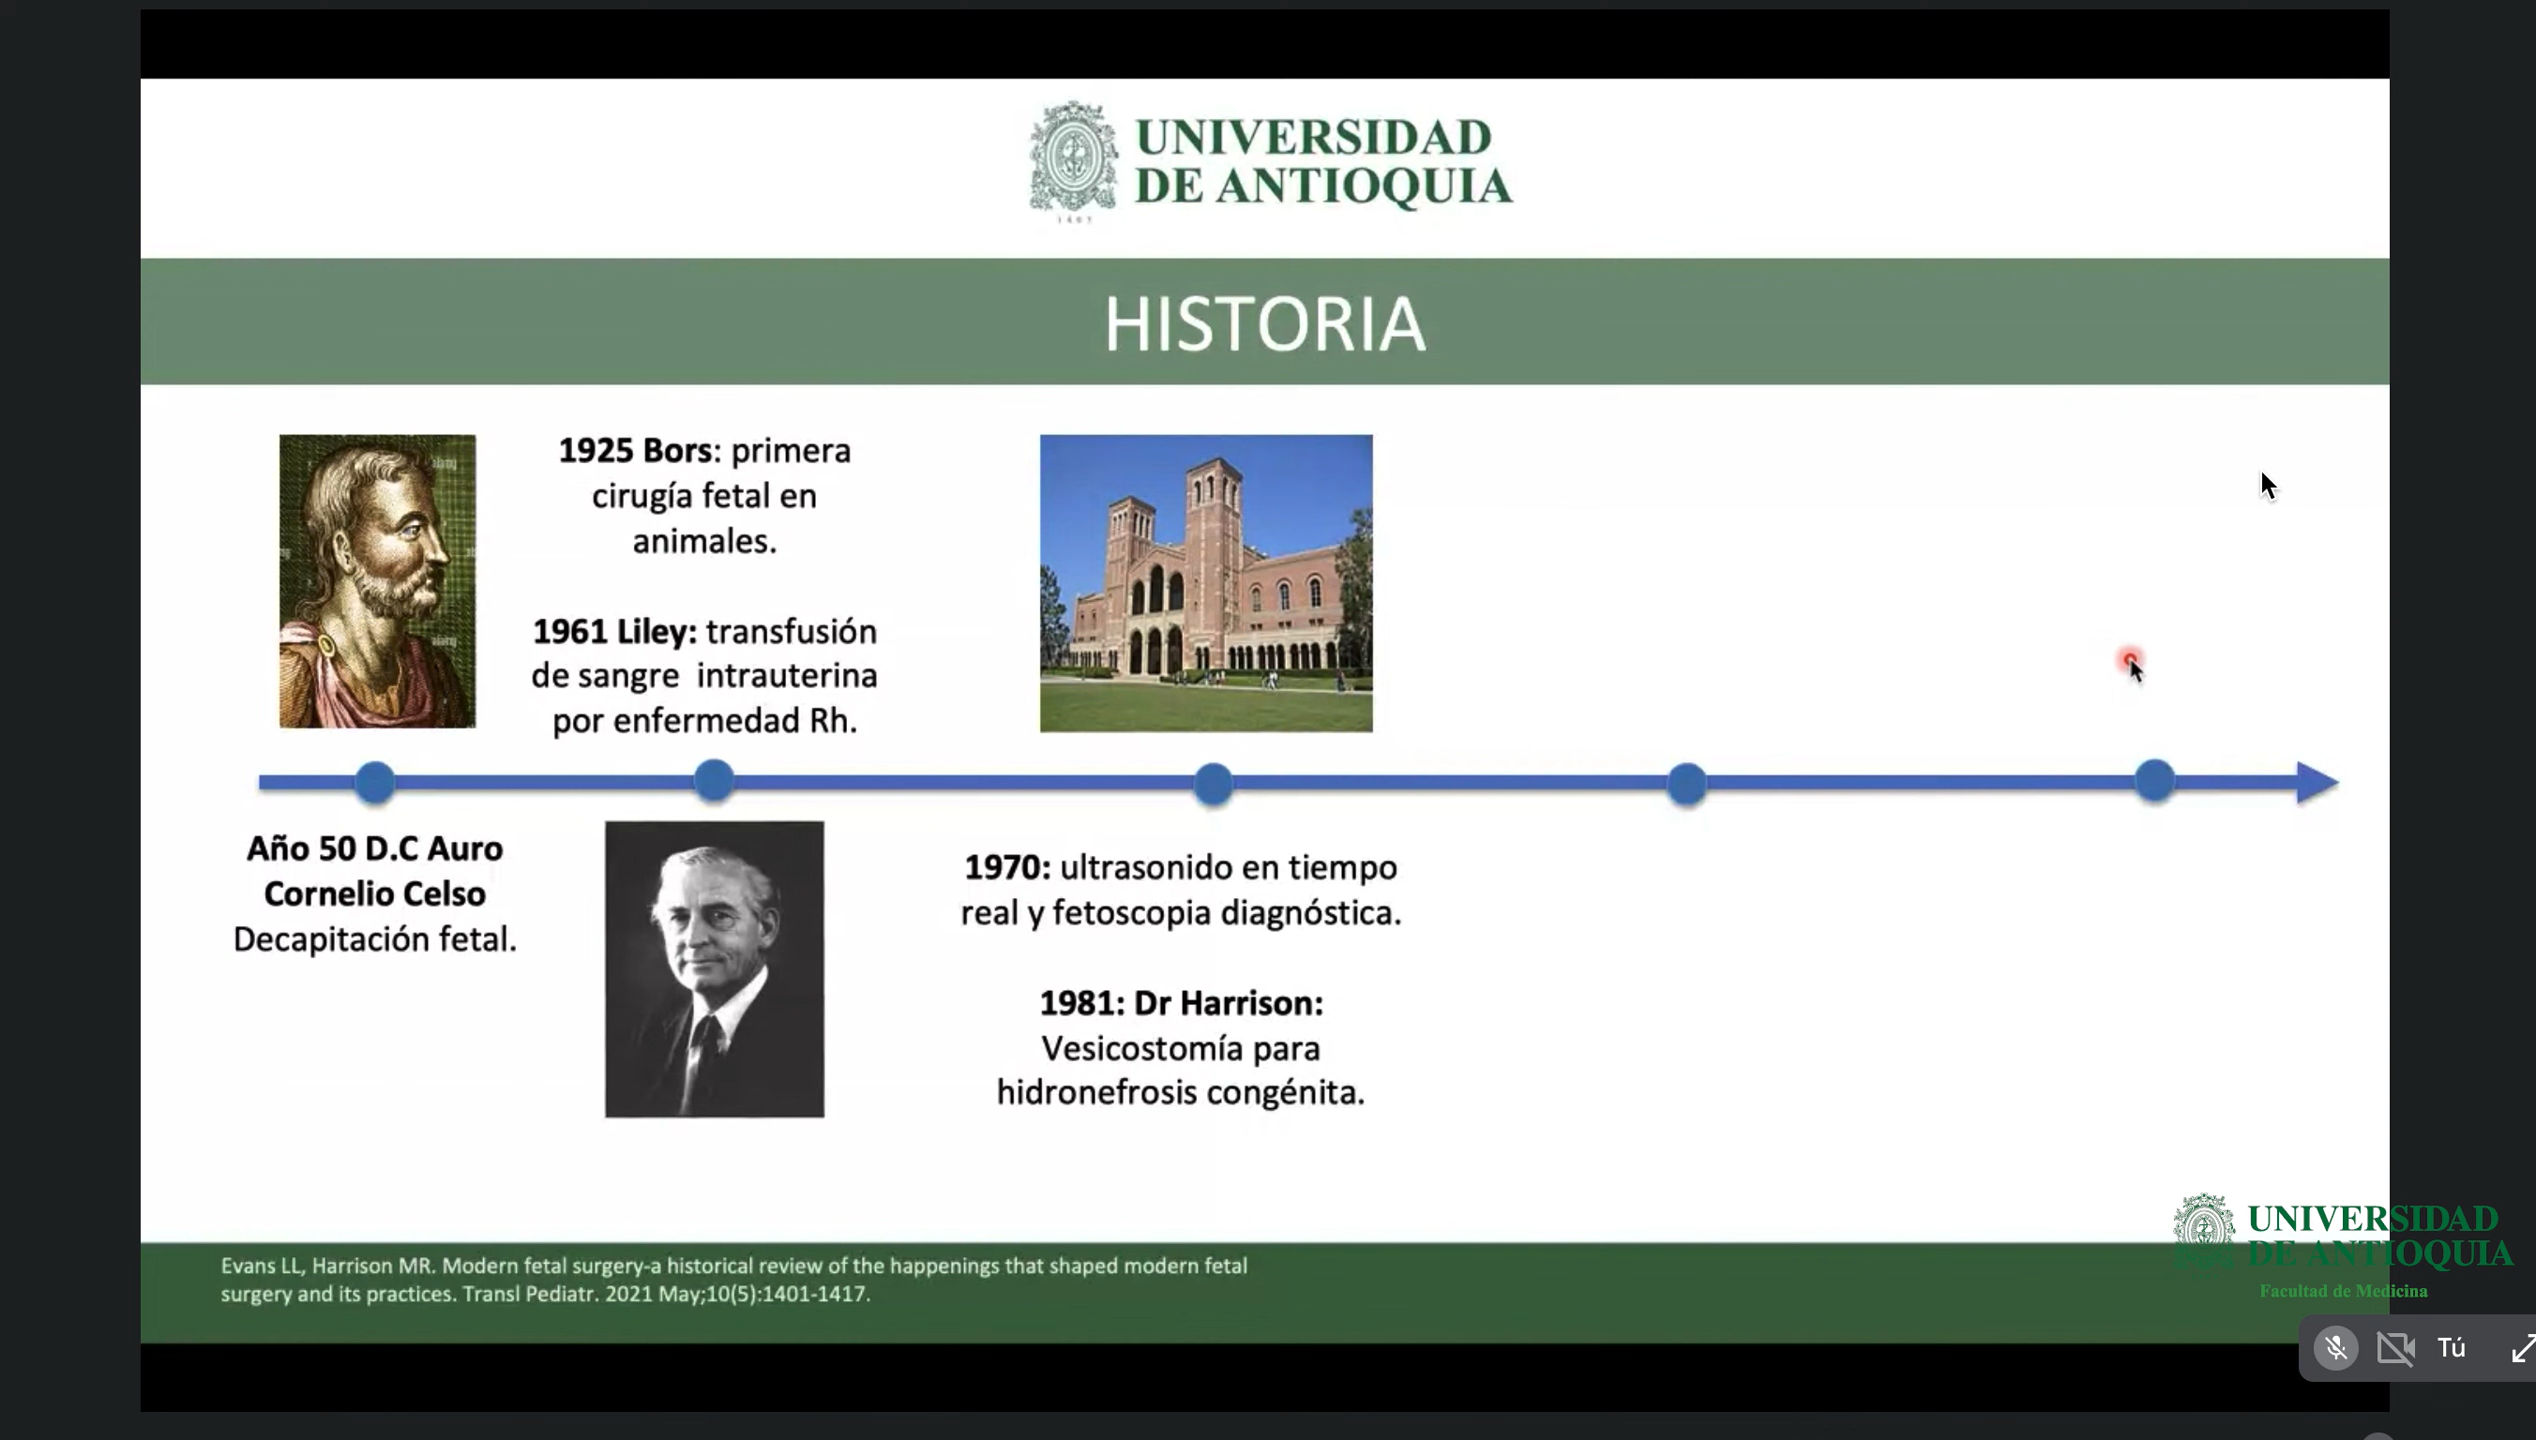 UNIVERSIDAD
DE ANTIOQUIA
HISTORIA
1925 Bors: primera
cirugía fetal en
animales.
1961 Liley: transfusión
de sangre intrauterina
por enfermedad Rh.
Año 50 D.C Auro
Cornelio Celso
Decapitación fetal.
1970: ultrasonido en tiempo
real y fetoscopia diagnóstica.
1981: Dr Harrison:
Vesicostomía para
hidronefrosis congénita.
Evans LL, Harrison MR. Modern fetal surgery-a historical review of the happenings that shaped modern fetal
surgery and its practices. Transl Pediatr. 2021 May;10(5):1401-1417.
UNIVERSIDAD
DE ANTIOQUIA
Facultad de Medicina
Tú